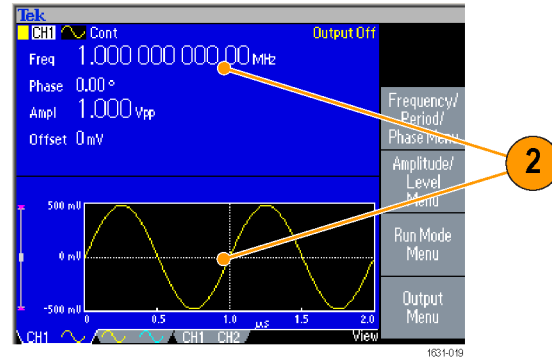 Tek
CH1 Cont Output Off
Freq 1.000 000 000 00 MHz
Phase 0.00 °
Ampl 1.000 Vpp
Offset 0 mV
Frequency/
Period/
Phase Menu
Amplitude/
Level
Menu
Run Mode
Menu
Output
Menu
2
500 mV
0 mV
-500 mV
0 0.5 1.0 µs 1.5 2.0
CH1 CH1 CH2 View
1631-019